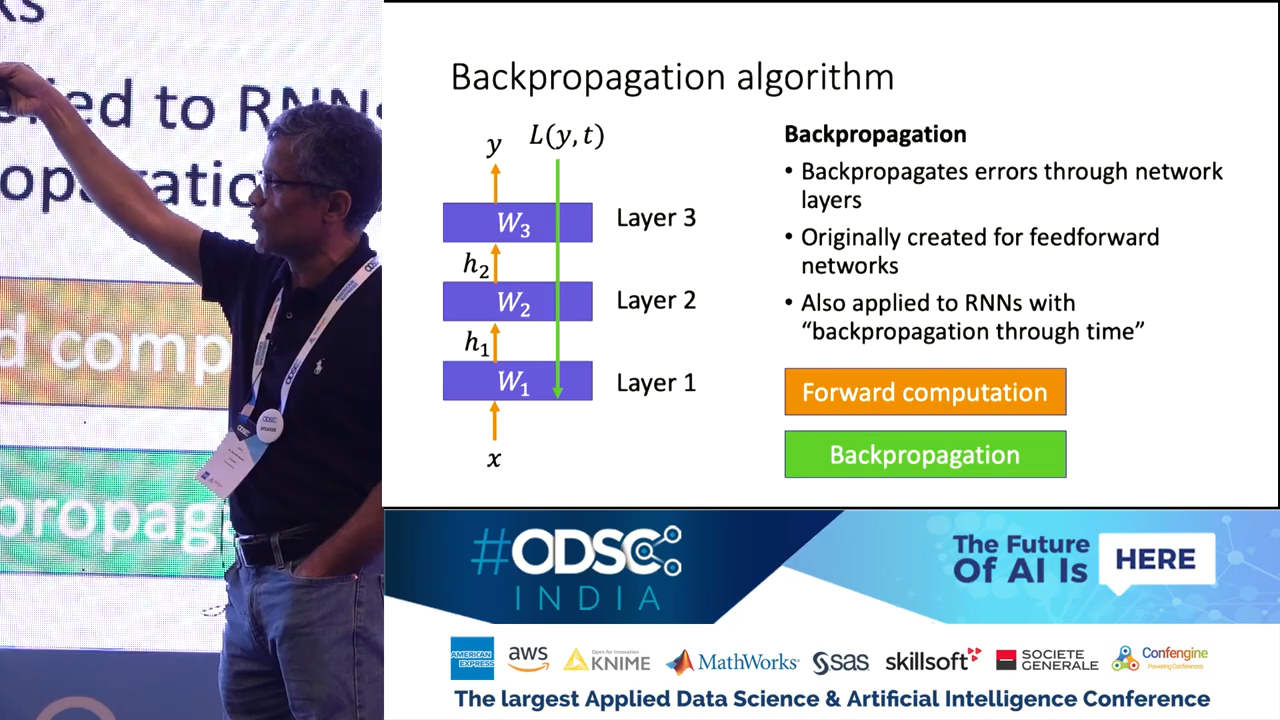 ed to RNNs
opagatio
d comp
propag
Backpropagation algorithm
y
L(y, t)
W₃
Layer 3
h₂
W₂
Layer 2
h₁
W₁
Layer 1
x
Backpropagation
• Backpropagates errors through network
layers
• Originally created for feedforward
networks
• Also applied to RNNs with
“backpropagation through time”
Forward computation
Backpropagation
#ODSC
INDIA
The Future
Of AI Is
HERE
AMERICAN
EXPRESS
aws
Open for Innovation
KNIME
MathWorks
sas
skillsoft
SOCIETE
GENERALE
Confengine
Powering Conferences
The largest Applied Data Science & Artificial Intelligence Conference